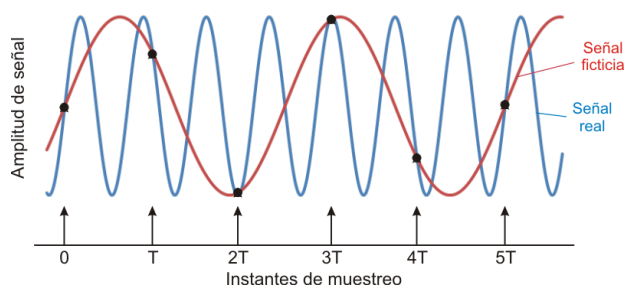 Amplitud de señal
Señal
ficticia
Señal
real
0 T 2T 3T 4T 5T
Instantes de muestreo